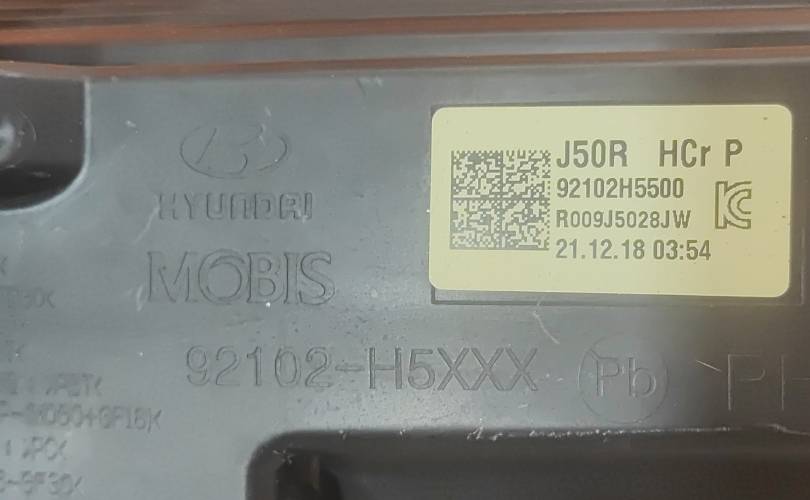 J50R HCr P
92102H5500
R009J5028JW
21.12.18 03:54
HYUNDAI
MOBIS
92102-H5XXX
Pb